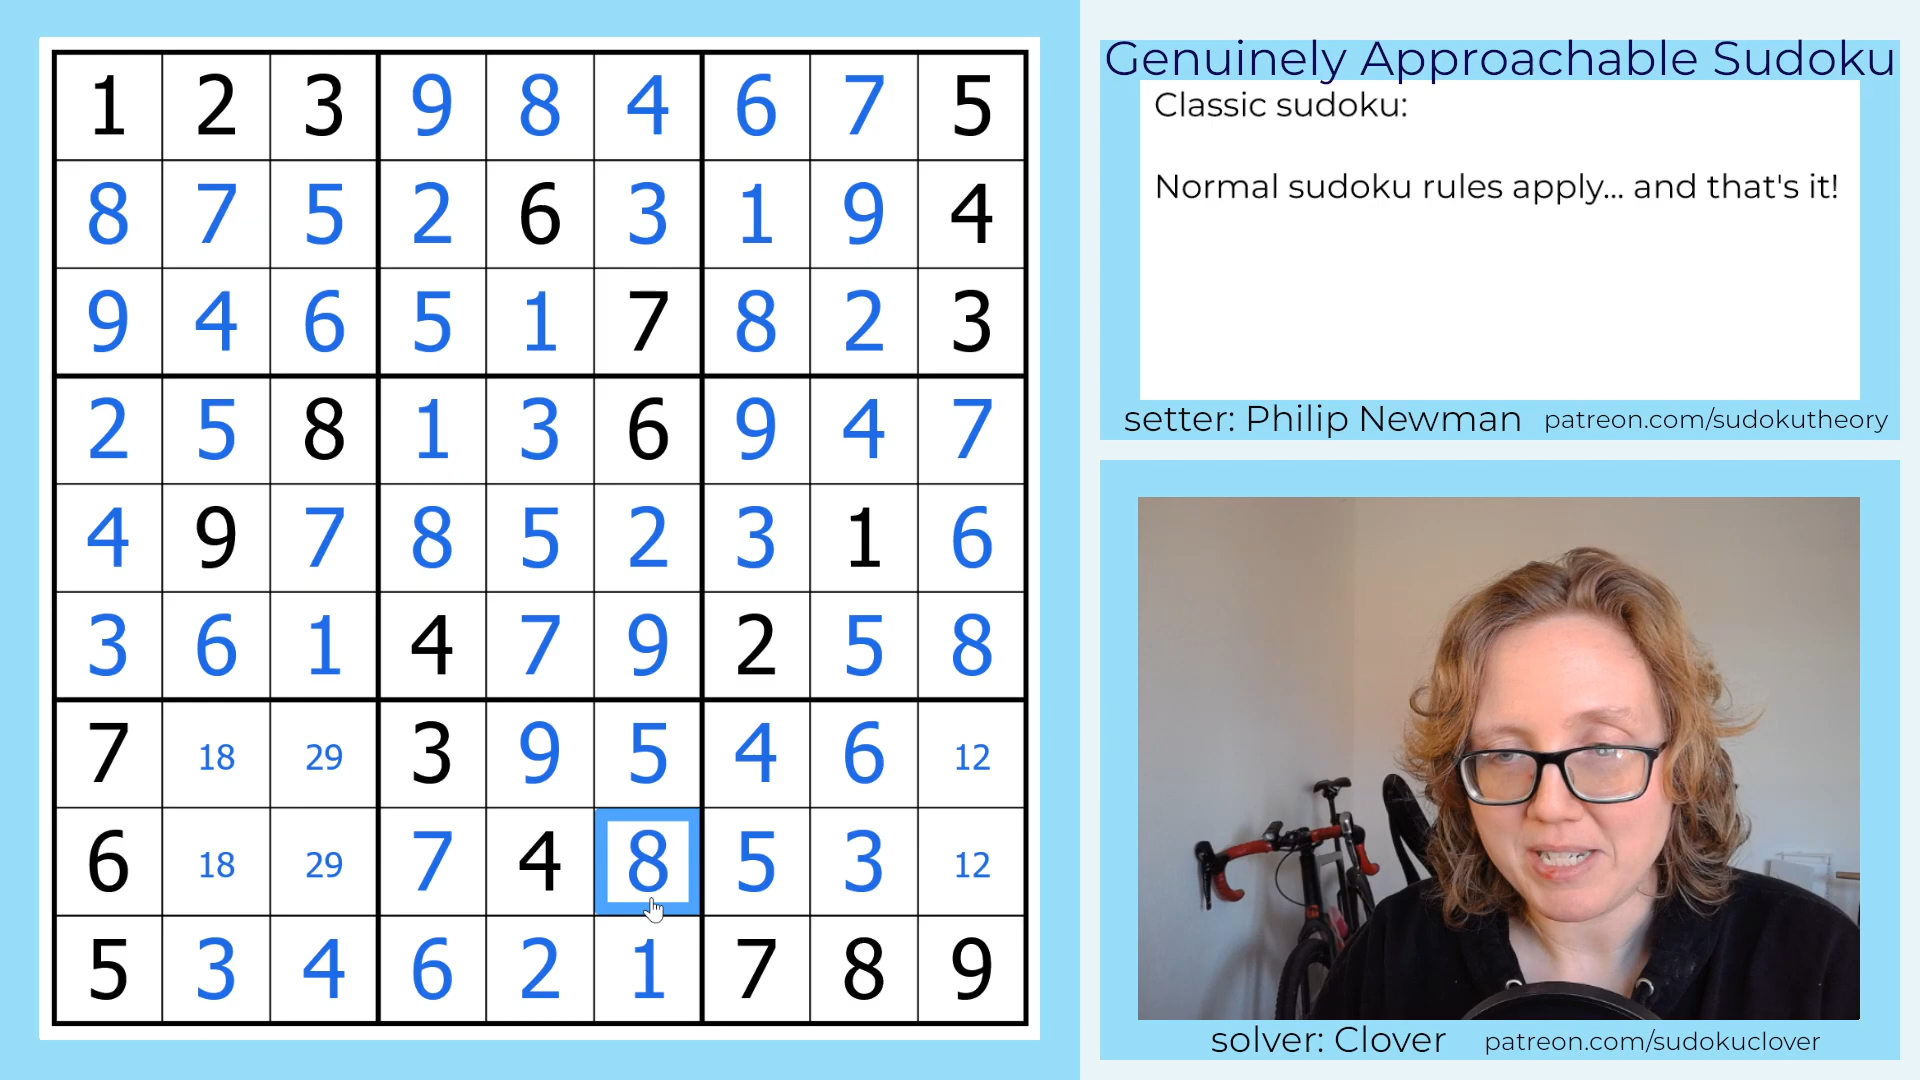 1 2 3 9 8 4 6 7 5
8 7 5 2 6 3 1 9 4
9 4 6 5 1 7 8 2 3
2 5 8 1 3 6 9 4 7
4 9 7 8 5 2 3 1 6
3 6 1 4 7 9 2 5 8
7 18 29 3 9 5 4 6 12
6 18 29 7 4 8 5 3 12
5 3 4 6 2 1 7 8 9
Genuinely Approachable Sudoku
Classic sudoku:
Normal sudoku rules apply... and that's it!
setter: Philip Newman patreon.com/sudokutheory
solver: Clover patreon.com/sudokuclover